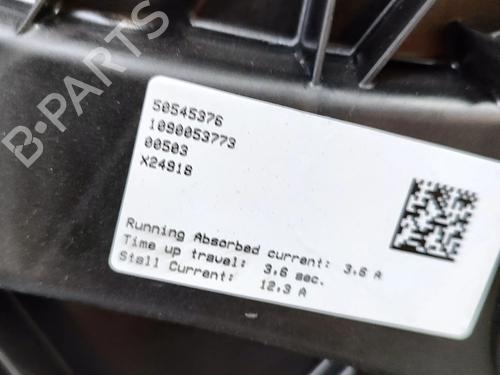 B-PARTS
50545376
1090053773
00503
X24918
Running Absorbed current: 3.6 A
Time up travel: 3.6 sec.
Stall Current: 12.3 A